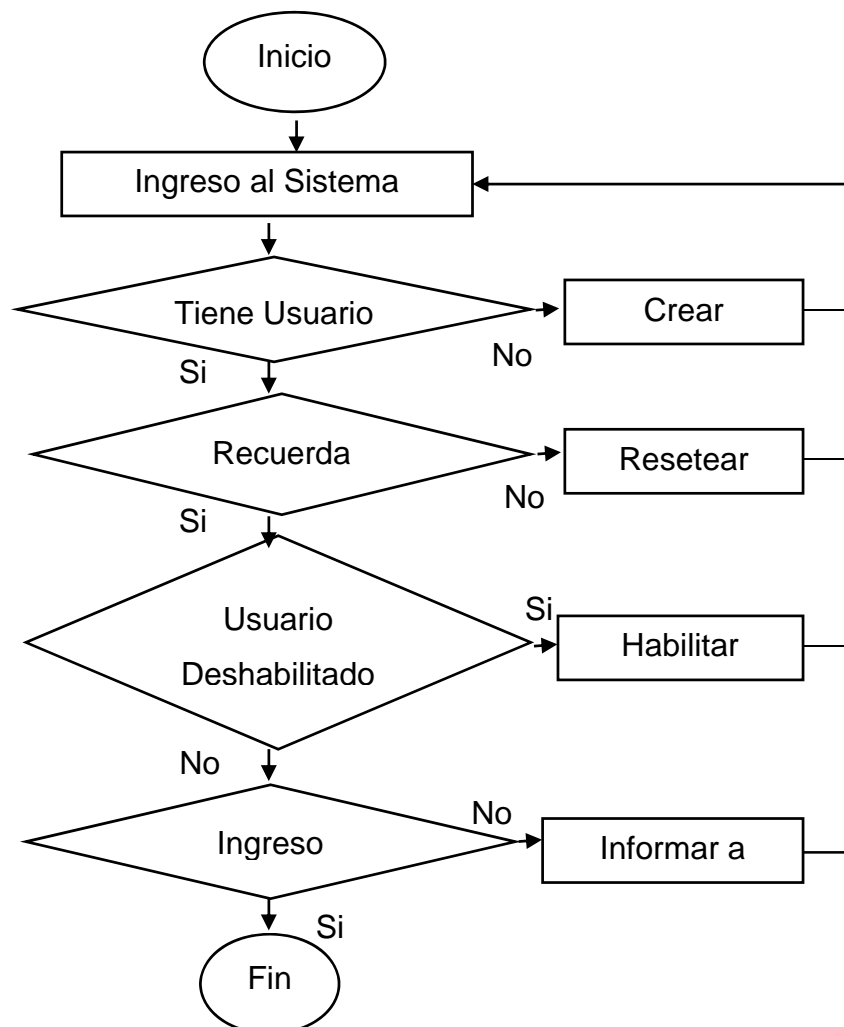 Inicio
Ingreso al Sistema
Tiene Usuario
Crear
No
Si
Recuerda
Resetear
No
Si
Si
Usuario
Deshabilitado
Habilitar
No
No
Ingreso
Informar a
Si
Fin